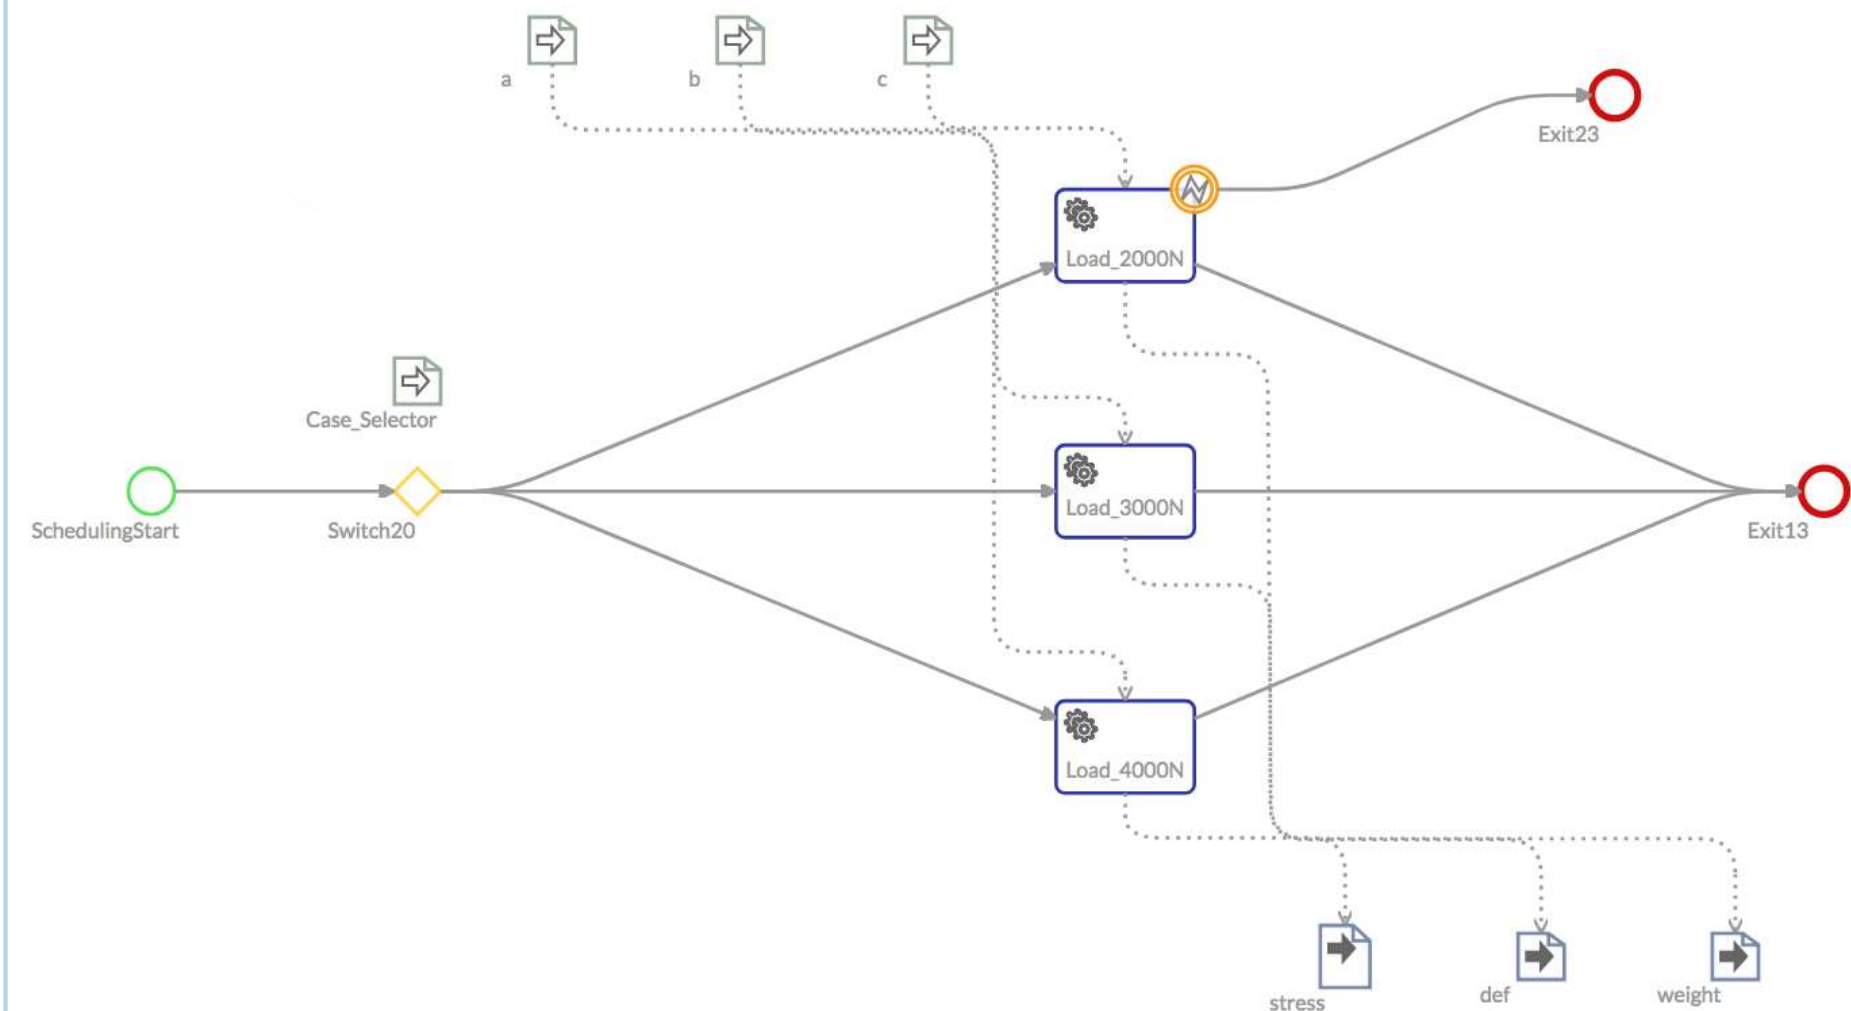 a
b
c
Exit23
Load_2000N
Case_Selector
Load_3000N
SchedulingStart
Switch20
Exit13
Load_4000N
stress
def
weight